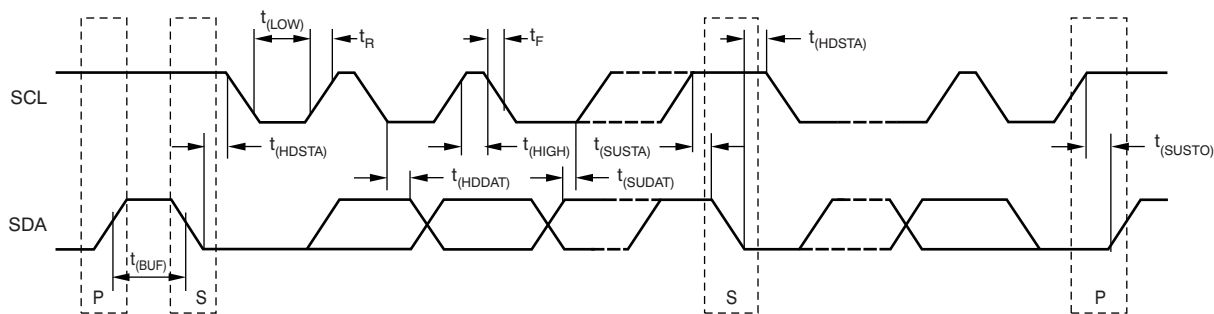 t(LOW)
tR
tF
t(HDSTA)
SCL
t(HDSTA)
t(HIGH)
t(SUSTA)
t(SUSTO)
t(HDDAT)
t(SUDAT)
SDA
t(BUF)
P
S
S
P